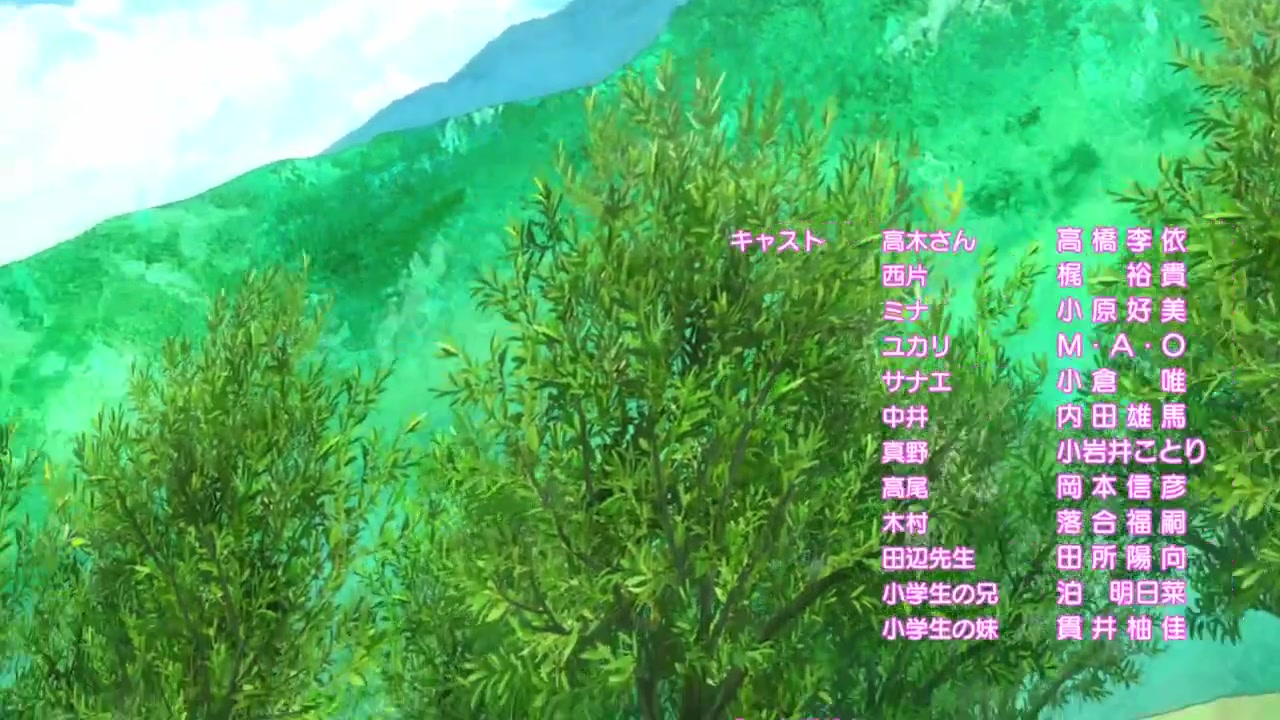 キャスト 高木さん 高橋李依
西片 梶 裕貴
ミナ 小原好美
ユカリ M・A・O
サナエ 小倉 唯
中井 内田雄馬
真野 小岩井ことり
高尾 岡本信彦
木村 落合福嗣
田辺先生 田所陽向
小学生の兄 泊 明日菜
小学生の妹 貫井柚佳